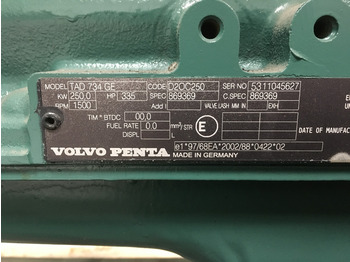 MODEL TAD 734 GE CODE D2OC250 SER NO 5311045627
KW 250.0 HP 335 SPEC 869369 C.SPEC 869369
RPM 1500 Add t VALVE LASH MM IN. EXH
TIM ° BTDC 00.0
FUEL RATE 0.0 mm³/STR E DATE OF MANUFAC
DISPL L
VOLVO PENTA e1*97/68EA*2002/88*0422*02
MADE IN GERMANY